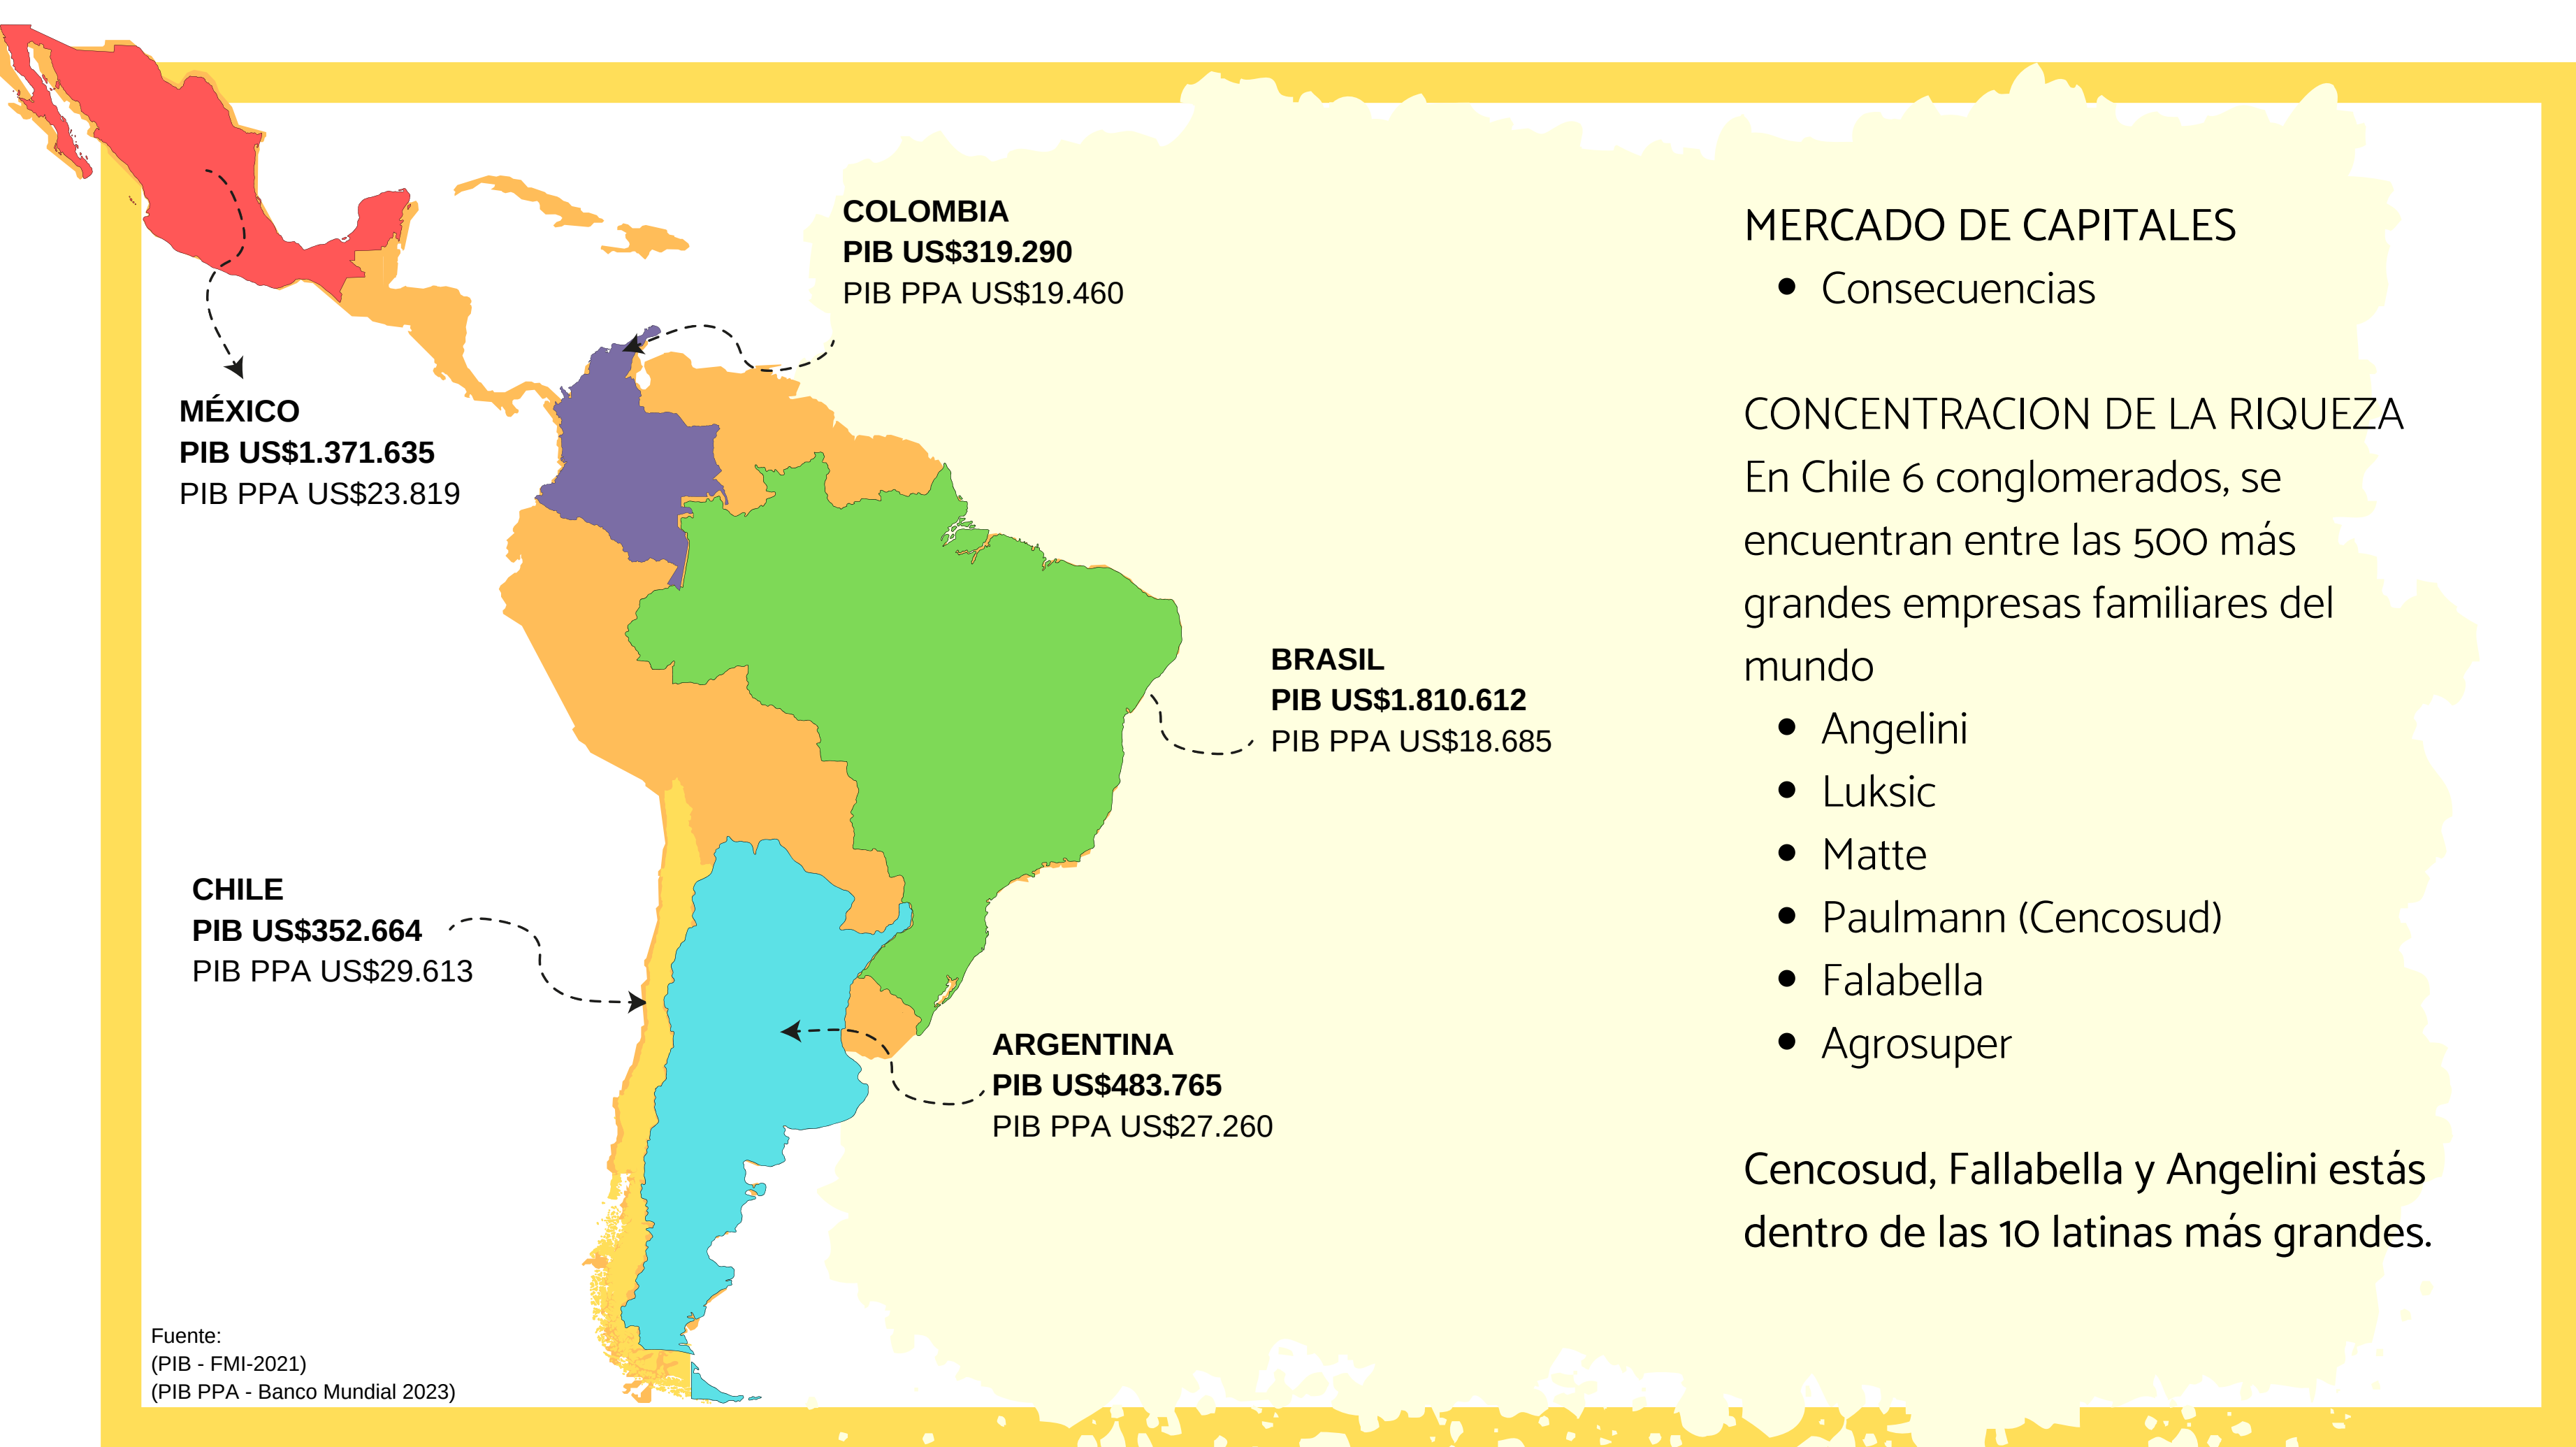 COLOMBIA
PIB US$319.290
PIB PPA US$19.460
MÉXICO
PIB US$1.371.635
PIB PPA US$23.819
BRASIL
PIB US$1.810.612
PIB PPA US$18.685
CHILE
PIB US$352.664
PIB PPA US$29.613
ARGENTINA
PIB US$483.765
PIB PPA US$27.260
Fuente:
(PIB - FMI-2021)
(PIB PPA - Banco Mundial 2023)
MERCADO DE CAPITALES
• Consecuencias
CONCENTRACION DE LA RIQUEZA
En Chile 6 conglomerados, se
encuentran entre las 500 más
grandes empresas familiares del
mundo
• Angelini
• Luksic
• Matte
• Paulmann (Cencosud)
• Falabella
• Agrosuper
Cencosud, Fallabella y Angelini estás
dentro de las 10 latinas más grandes.